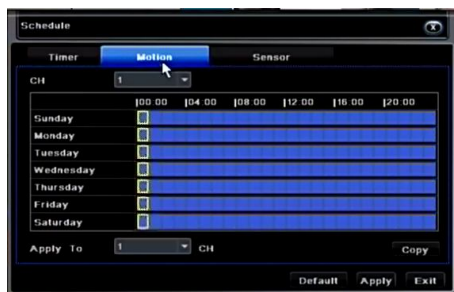 Schedule
Timer Motion Sensor
CH 1
00:00 04:00 08:00 12:00 16:00 20:00
Sunday
Monday
Tuesday
Wednesday
Thursday
Friday
Saturday
Apply To 1 CH Copy
Default Apply Exit